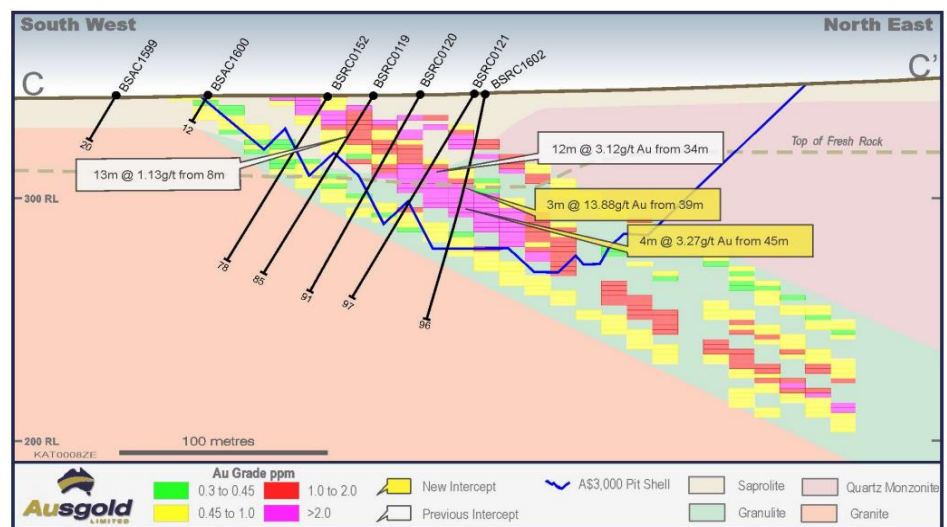 South West
North East
C
C'
BSAC1599
BSAC1600
BSRC0152
BSRC0119
BSRC0120
BSRC0121
BSRC1602
20
12
Top of Fresh Rock
12m @ 3.12g/t Au from 34m
13m @ 1.13g/t from 8m
300 RL
3m @ 13.88g/t Au from 39m
4m @ 3.27g/t Au from 45m
78
85
91
97
96
200 RL
100 metres
KAT0008ZE
Ausgold
LIMITED
Au Grade ppm
0.3 to 0.45
1.0 to 2.0
0.45 to 1.0
>2.0
New Intercept
Previous Intercept
A$3,000 Pit Shell
Saprolite
Quartz Monzonite
Granulite
Granite